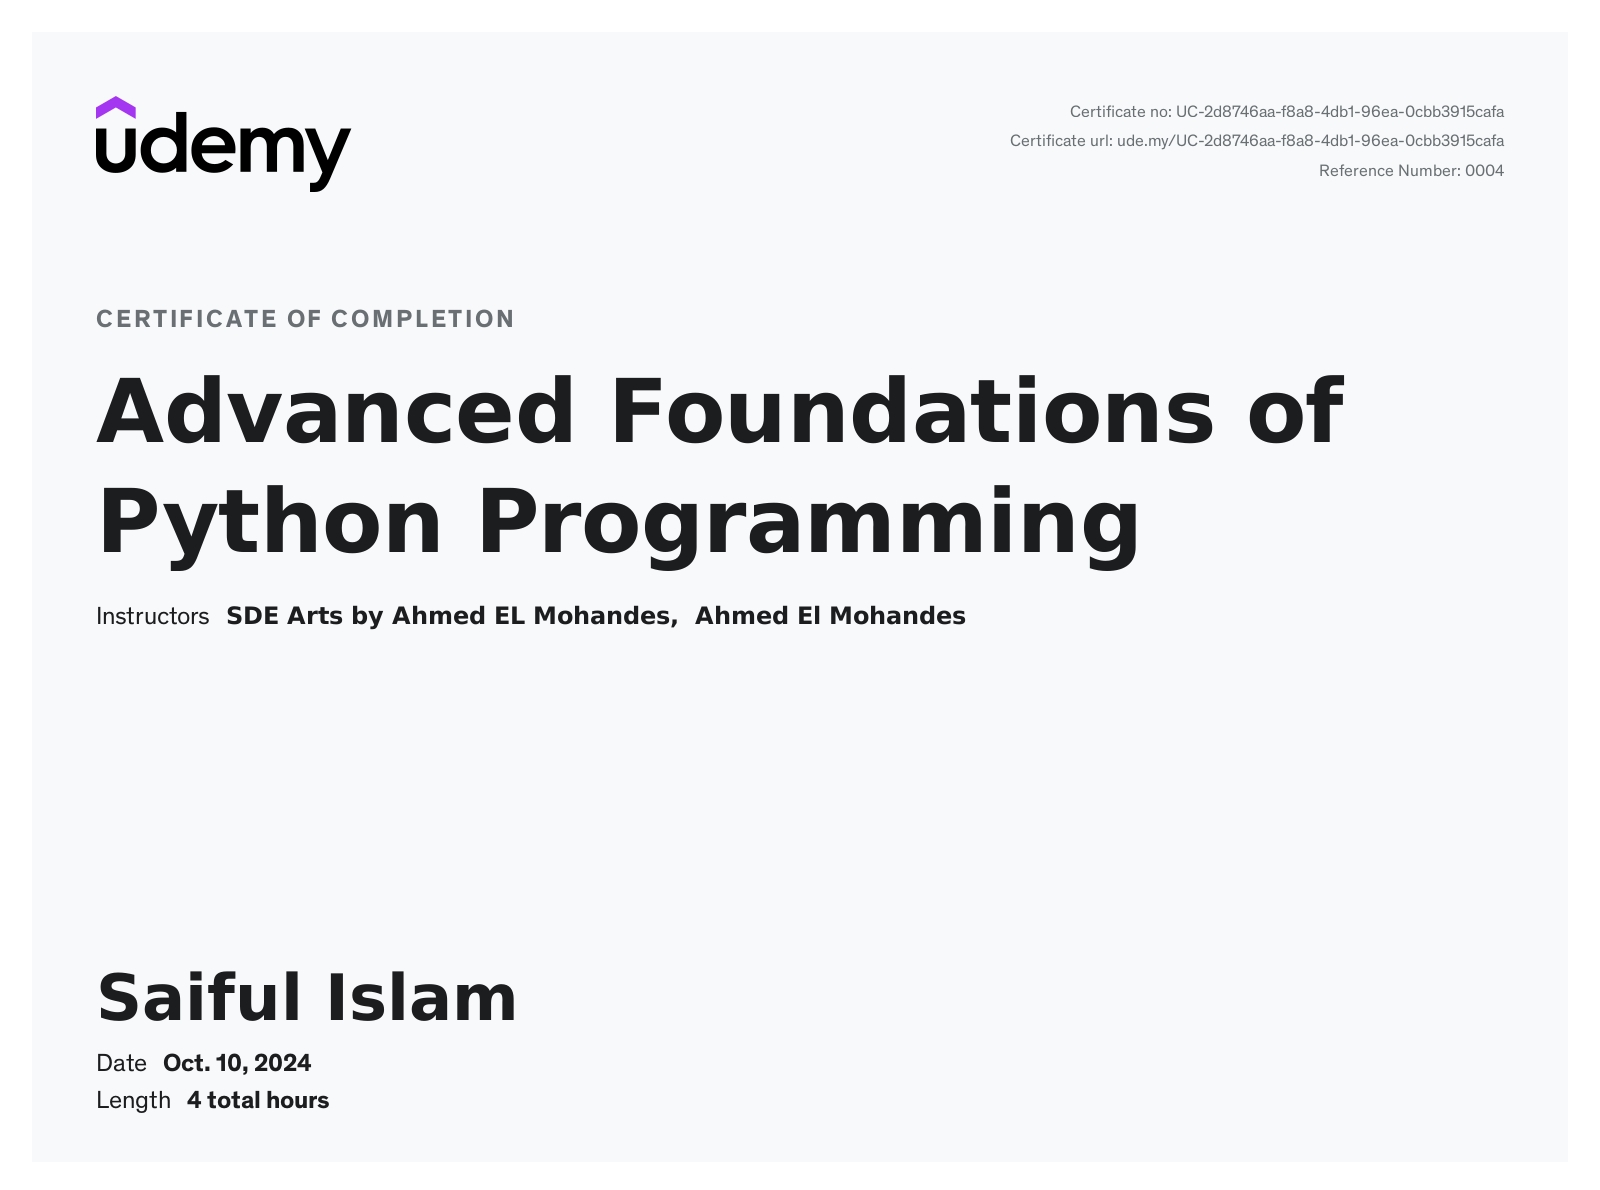 udemy
Certificate no: UC-2d8746aa-f8a8-4db1-96ea-0cbb3915cafa
Certificate url: ude.my/UC-2d8746aa-f8a8-4db1-96ea-0cbb3915cafa
Reference Number: 0004
CERTIFICATE OF COMPLETION
Advanced Foundations of
Python Programming
Instructors SDE Arts by Ahmed EL Mohandes, Ahmed El Mohandes
Saiful Islam
Date Oct. 10, 2024
Length 4 total hours